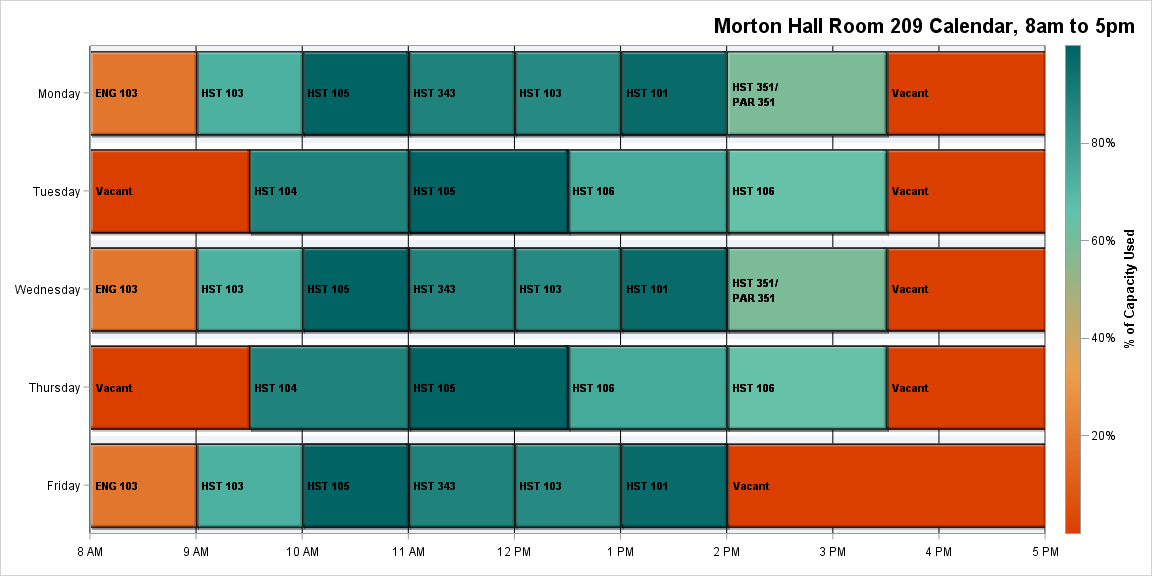 Morton Hall Room 209 Calendar, 8am to 5pm
Monday
ENG 103
HST 103
HST 105
HST 343
HST 103
HST 101
HST 351/
PAR 351
Vacant
Tuesday
Vacant
HST 104
HST 105
HST 106
HST 106
Vacant
Wednesday
ENG 103
HST 103
HST 105
HST 343
HST 103
HST 101
HST 351/
PAR 351
Vacant
Thursday
Vacant
HST 104
HST 105
HST 106
HST 106
Vacant
Friday
ENG 103
HST 103
HST 105
HST 343
HST 103
HST 101
Vacant
8 AM
9 AM
10 AM
11 AM
12 PM
1 PM
2 PM
3 PM
4 PM
5 PM
80%
60%
40%
20%
% of Capacity Used